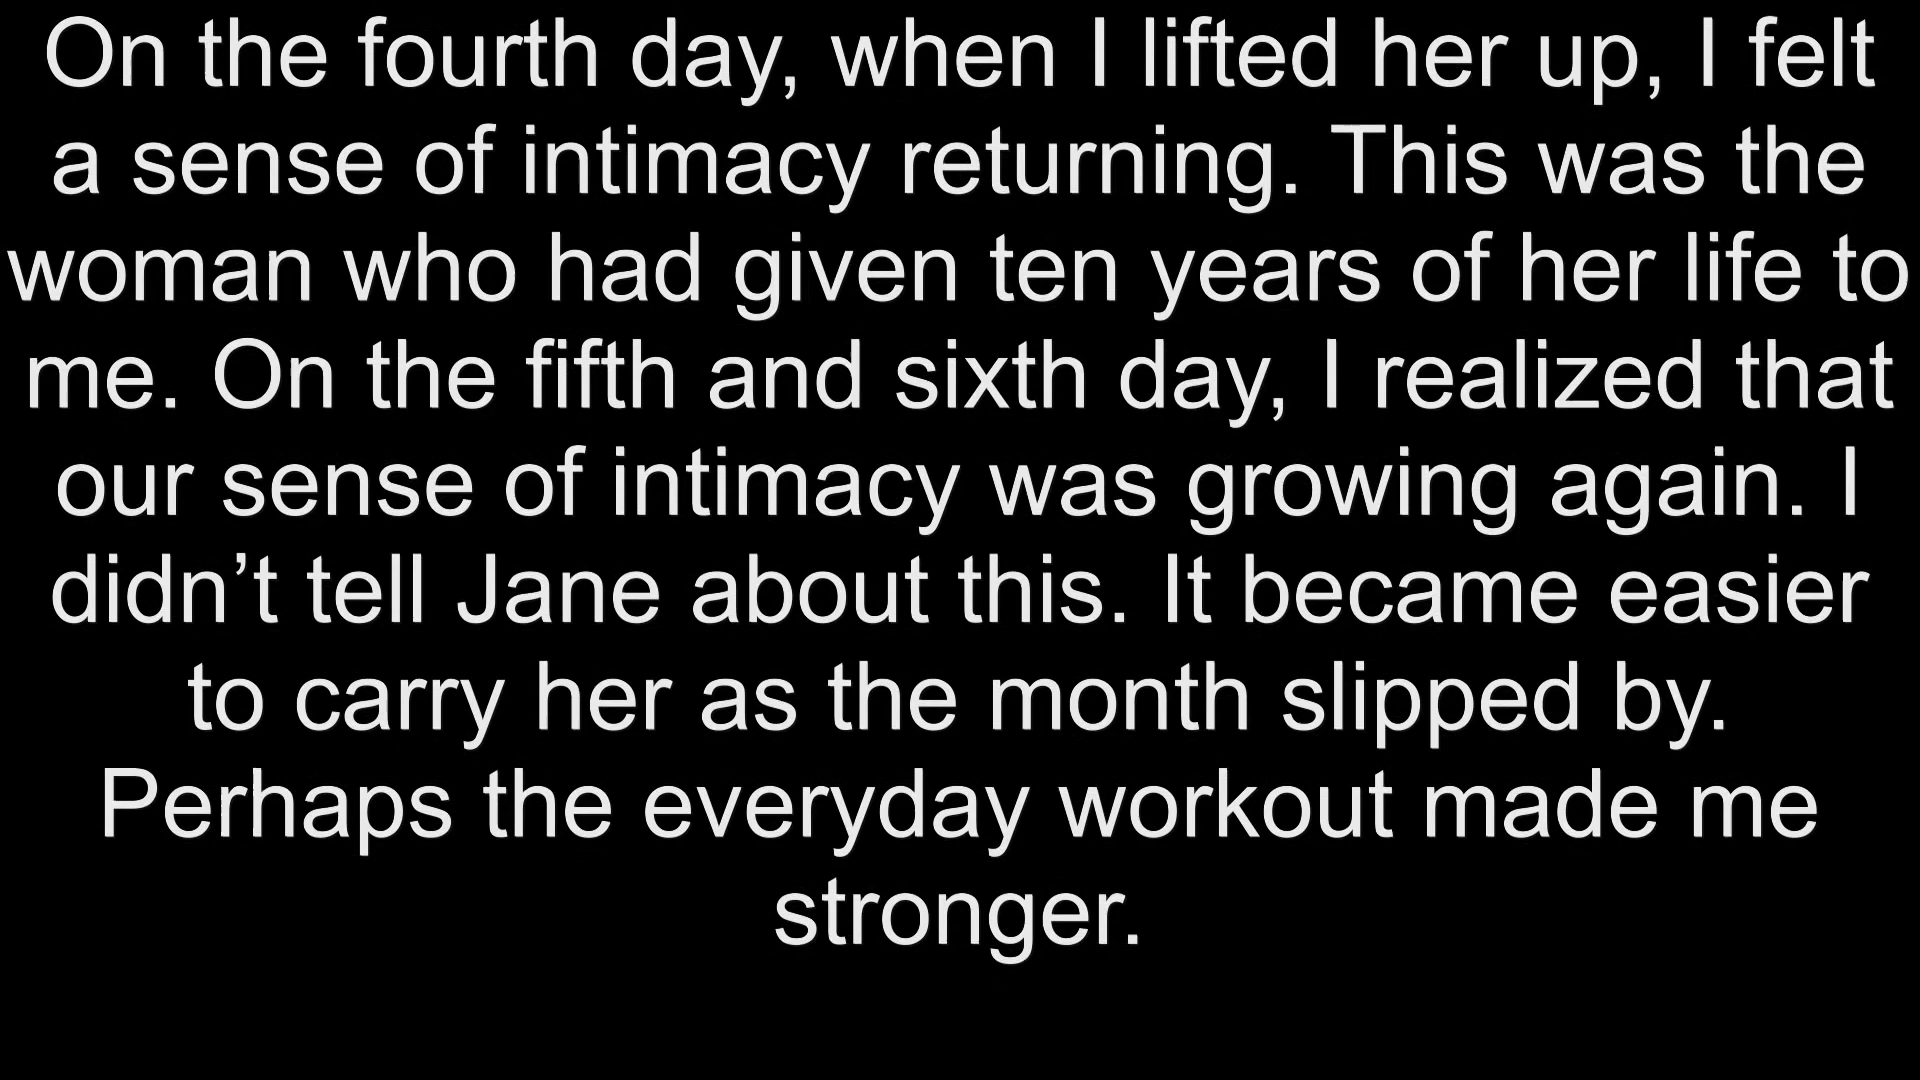 On the fourth day, when I lifted her up, I felt
a sense of intimacy returning. This was the
woman who had given ten years of her life to
me. On the fifth and sixth day, I realized that
our sense of intimacy was growing again. I
didn’t tell Jane about this. It became easier
to carry her as the month slipped by.
Perhaps the everyday workout made me
stronger.